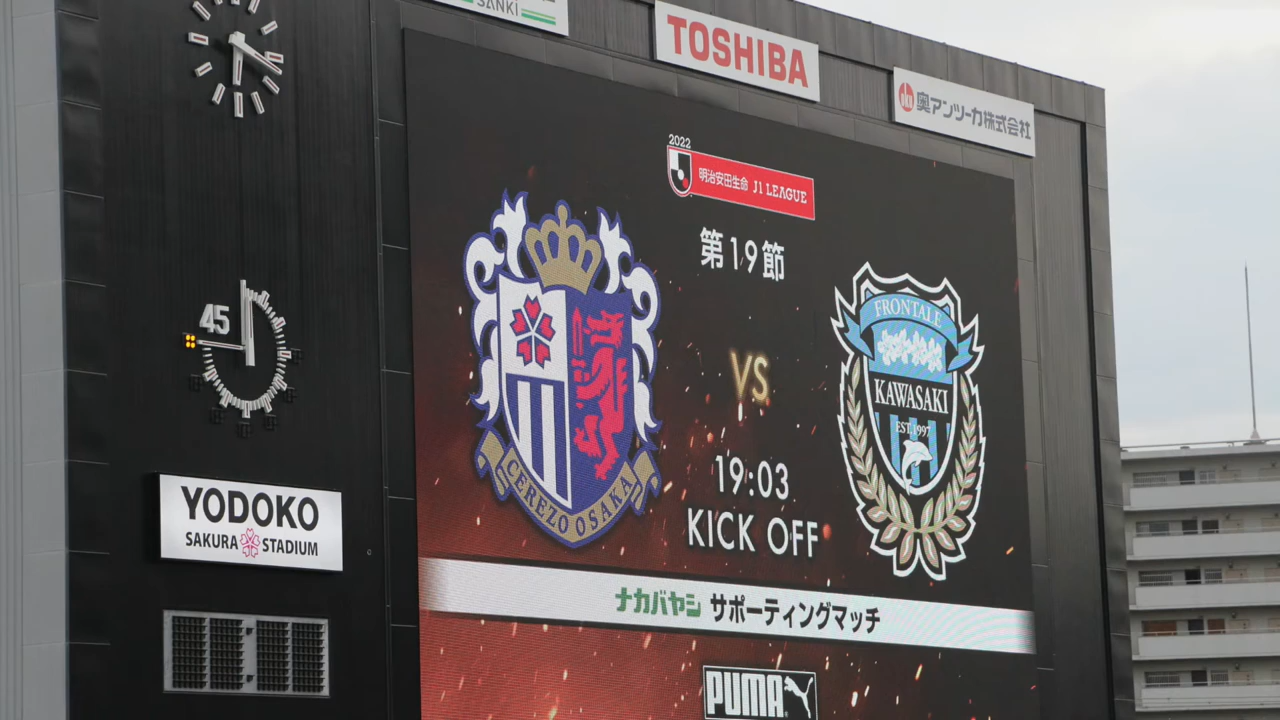 SANKI
TOSHIBA
oki 奥アンツーカ株式会社
2022
明治安田生命 J1 LEAGUE
第19節
FRONTALE
KAWASAKI
EST.1997
VS
CEREZO OSAKA
19:03
KICK OFF
45
YODOKO
SAKURA STADIUM
ナカバヤシ サポーティングマッチ
PUMA